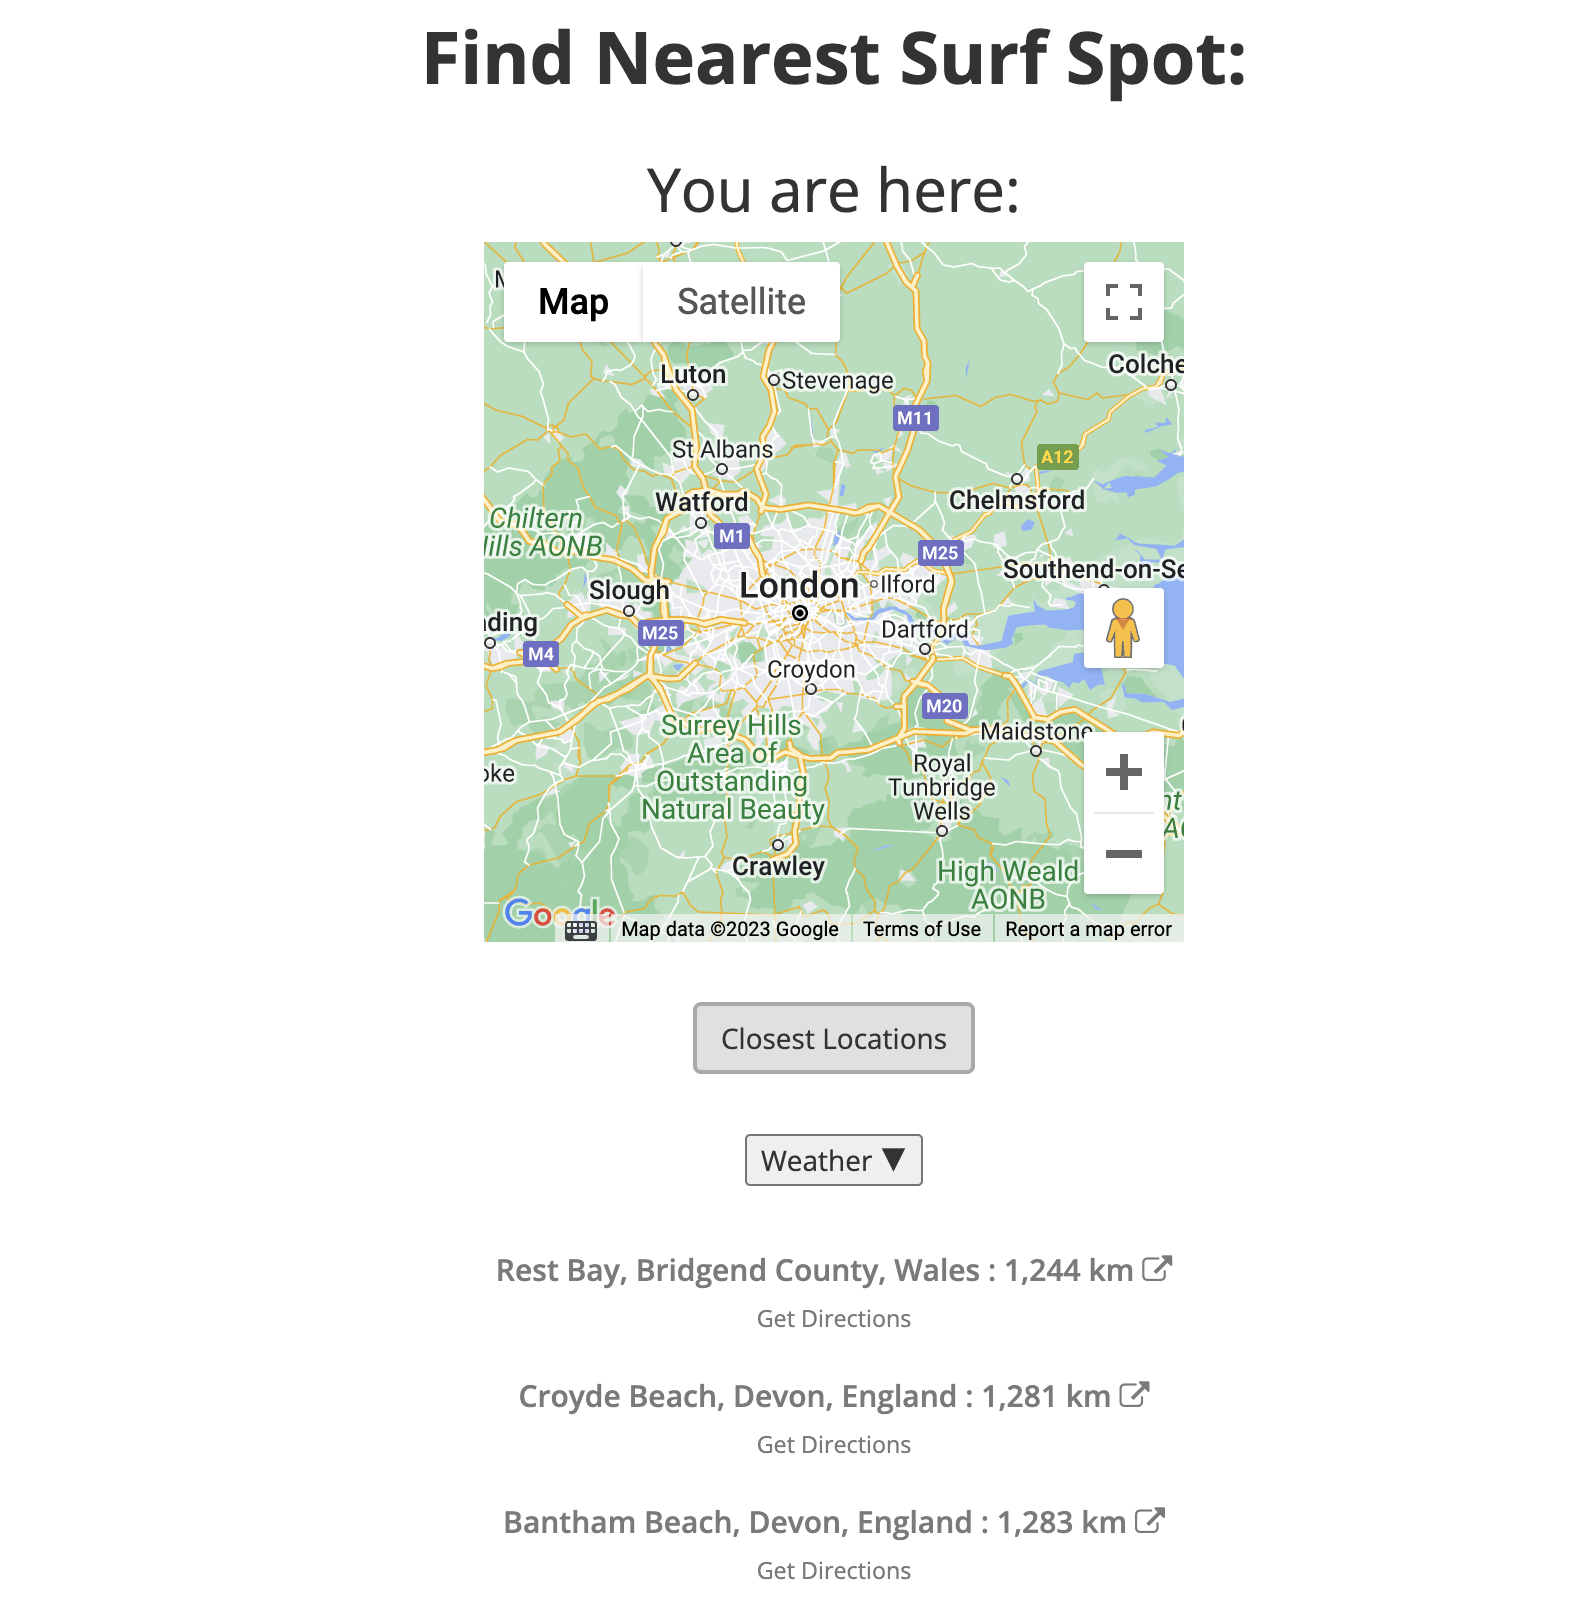 Find Nearest Surf Spot:
You are here:
Map Satellite
Luton
Stevenage
Colche
M11
St Albans
A12
Watford
Chelmsford
Chiltern
ills AONB
M1
M25
Southend-on-Se
London
Ilford
Slough
ding
M25
Dartford
M4
Croydon
M20
Surrey Hills
Area of
Outstanding
Natural Beauty
Maidstone
Royal
Tunbridge
Wells
oke
Crawley
High Weald
AONB
Google
Map data ©2023 Google
Terms of Use
Report a map error
Closest Locations
Weather ▼
Rest Bay, Bridgend County, Wales : 1,244 km
Get Directions
Croyde Beach, Devon, England : 1,281 km
Get Directions
Bantham Beach, Devon, England : 1,283 km
Get Directions